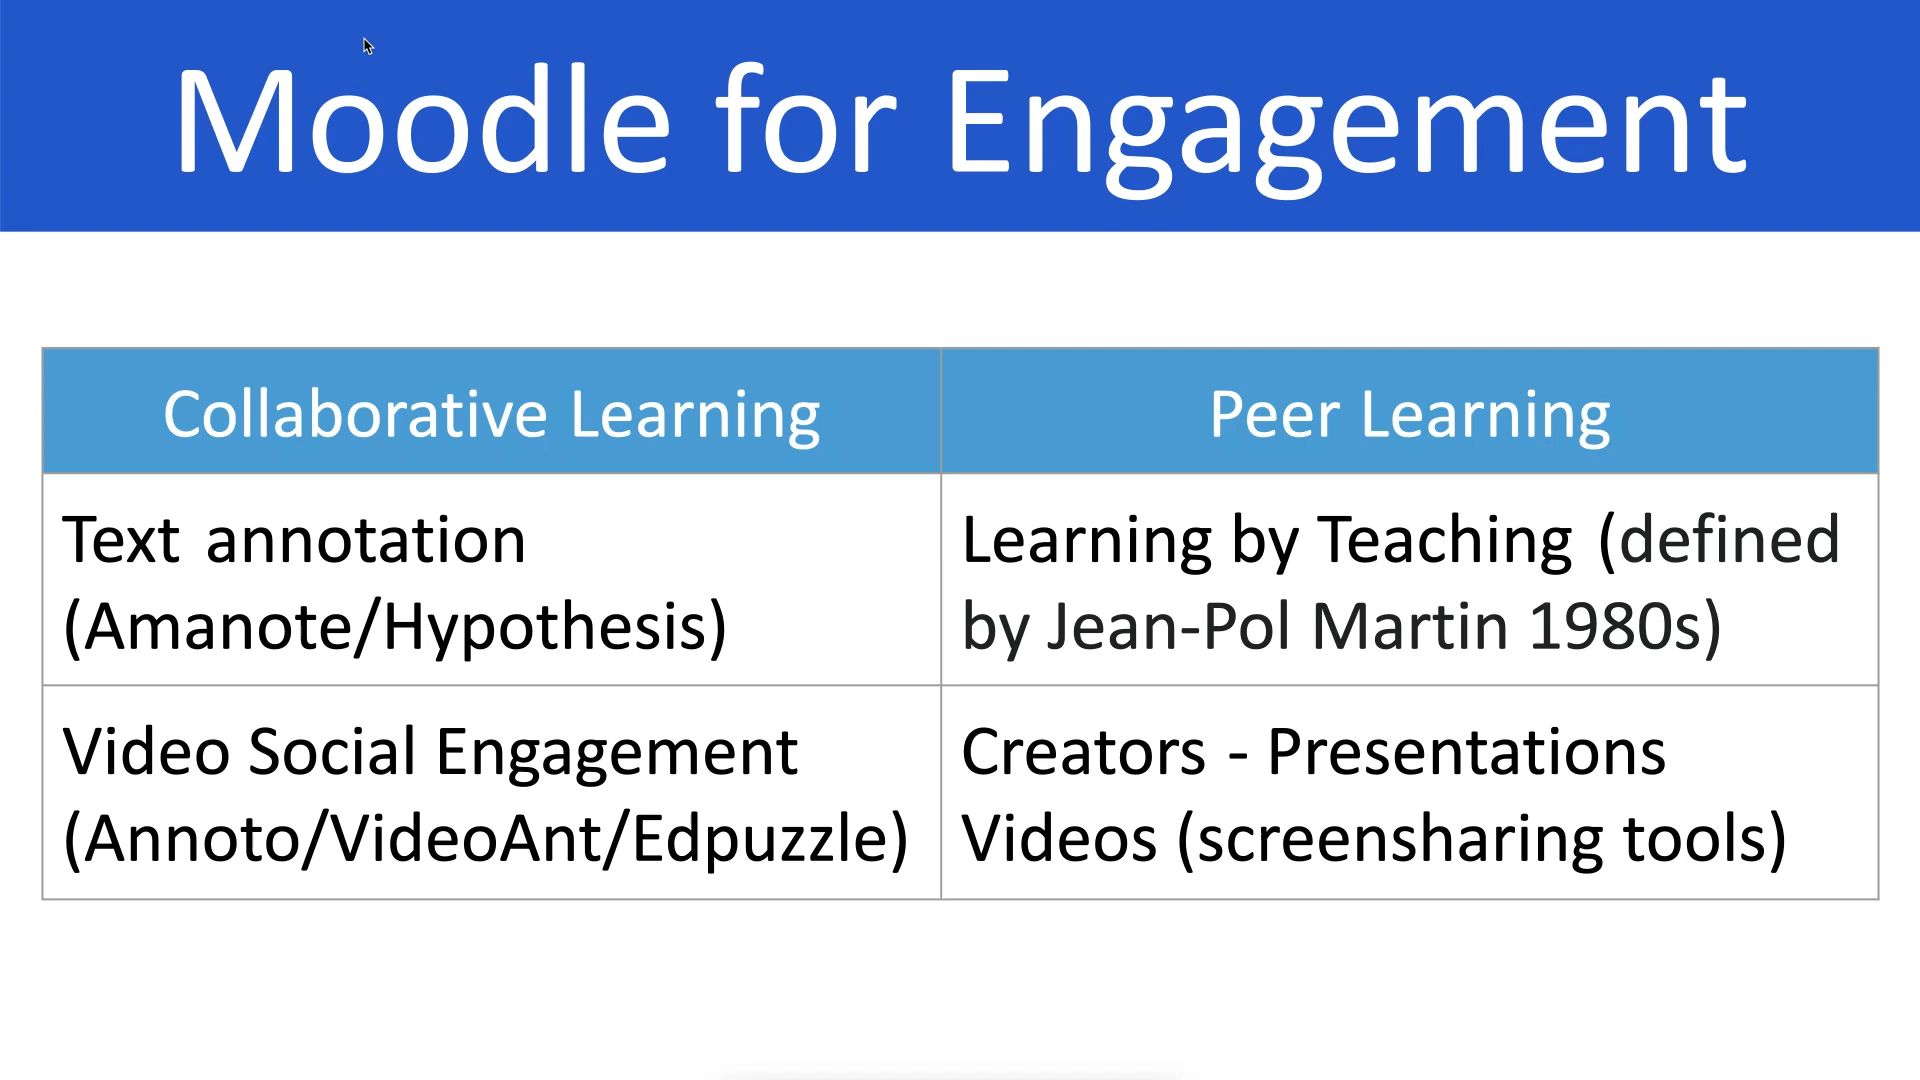 Moodle for Engagement
Collaborative Learning
Peer Learning
Text annotation
(Amanote/Hypothesis)
Learning by Teaching (defined
by Jean-Pol Martin 1980s)
Video Social Engagement
(Annoto/VideoAnt/Edpuzzle)
Creators - Presentations
Videos (screensharing tools)